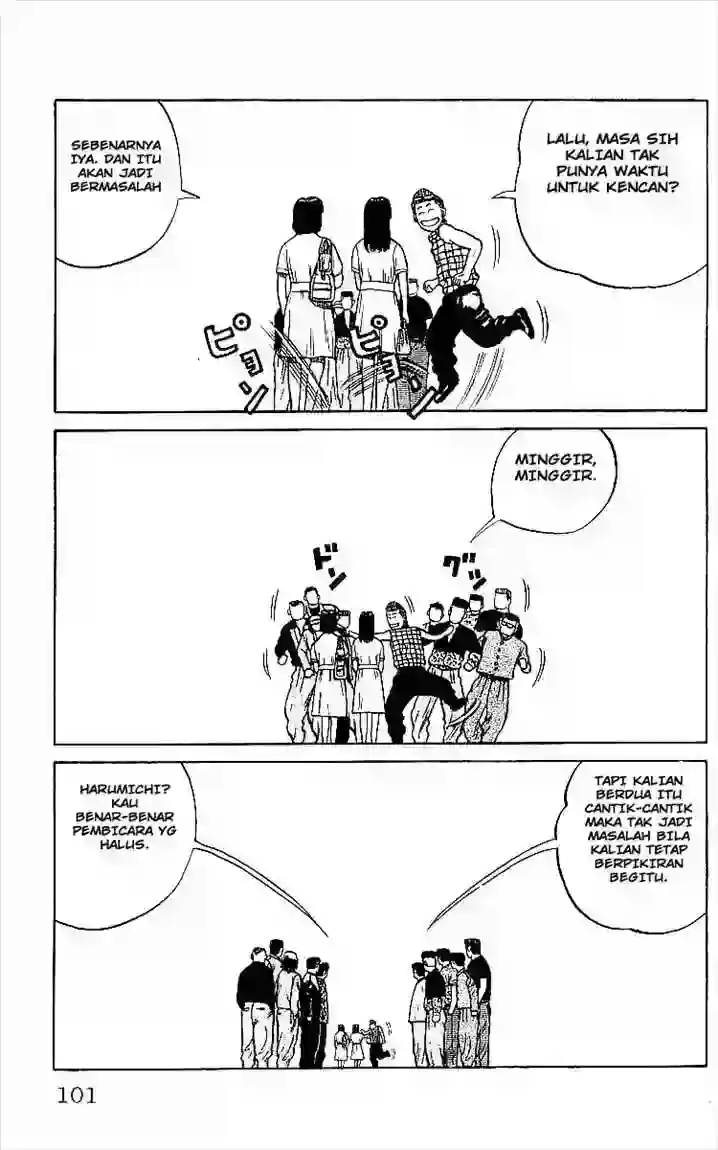 LALU, MASA SIH
KALIAN TAK
PUNYA WAKTU
UNTUK KENCAN?
SEBENARNYA
IYA. DAN ITU
AKAN JADI
BERMASALAH
ピョン
ピョン
MINGGIR,
MINGGIR.
グッ
ドン
TAPI KALIAN
BERDUA ITU
CANTIK-CANTIK
MAKA TAK JADI
MASALAH BILA
KALIAN TETAP
BERPIKIRAN
BEGITU.
HARUMICHI?
KAU
BENAR-BENAR
PEMBICARA YG
HALUS.
101